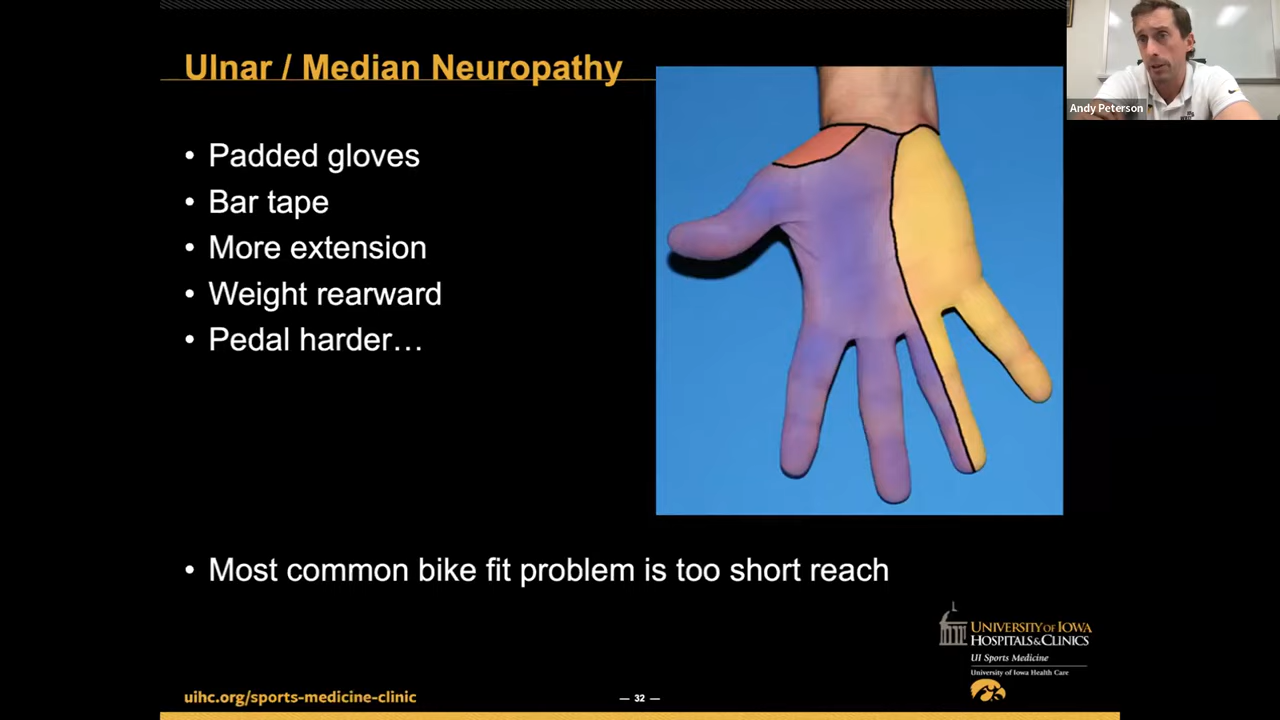 Ulnar / Median Neuropathy
• Padded gloves
• Bar tape
• More extension
• Weight rearward
• Pedal harder…
• Most common bike fit problem is too short reach
Andy Peterson
UNIVERSITY OF IOWA
HOSPITALS & CLINICS
UI Sports Medicine
University of Iowa Health Care
uihc.org/sports-medicine-clinic
— 32 —